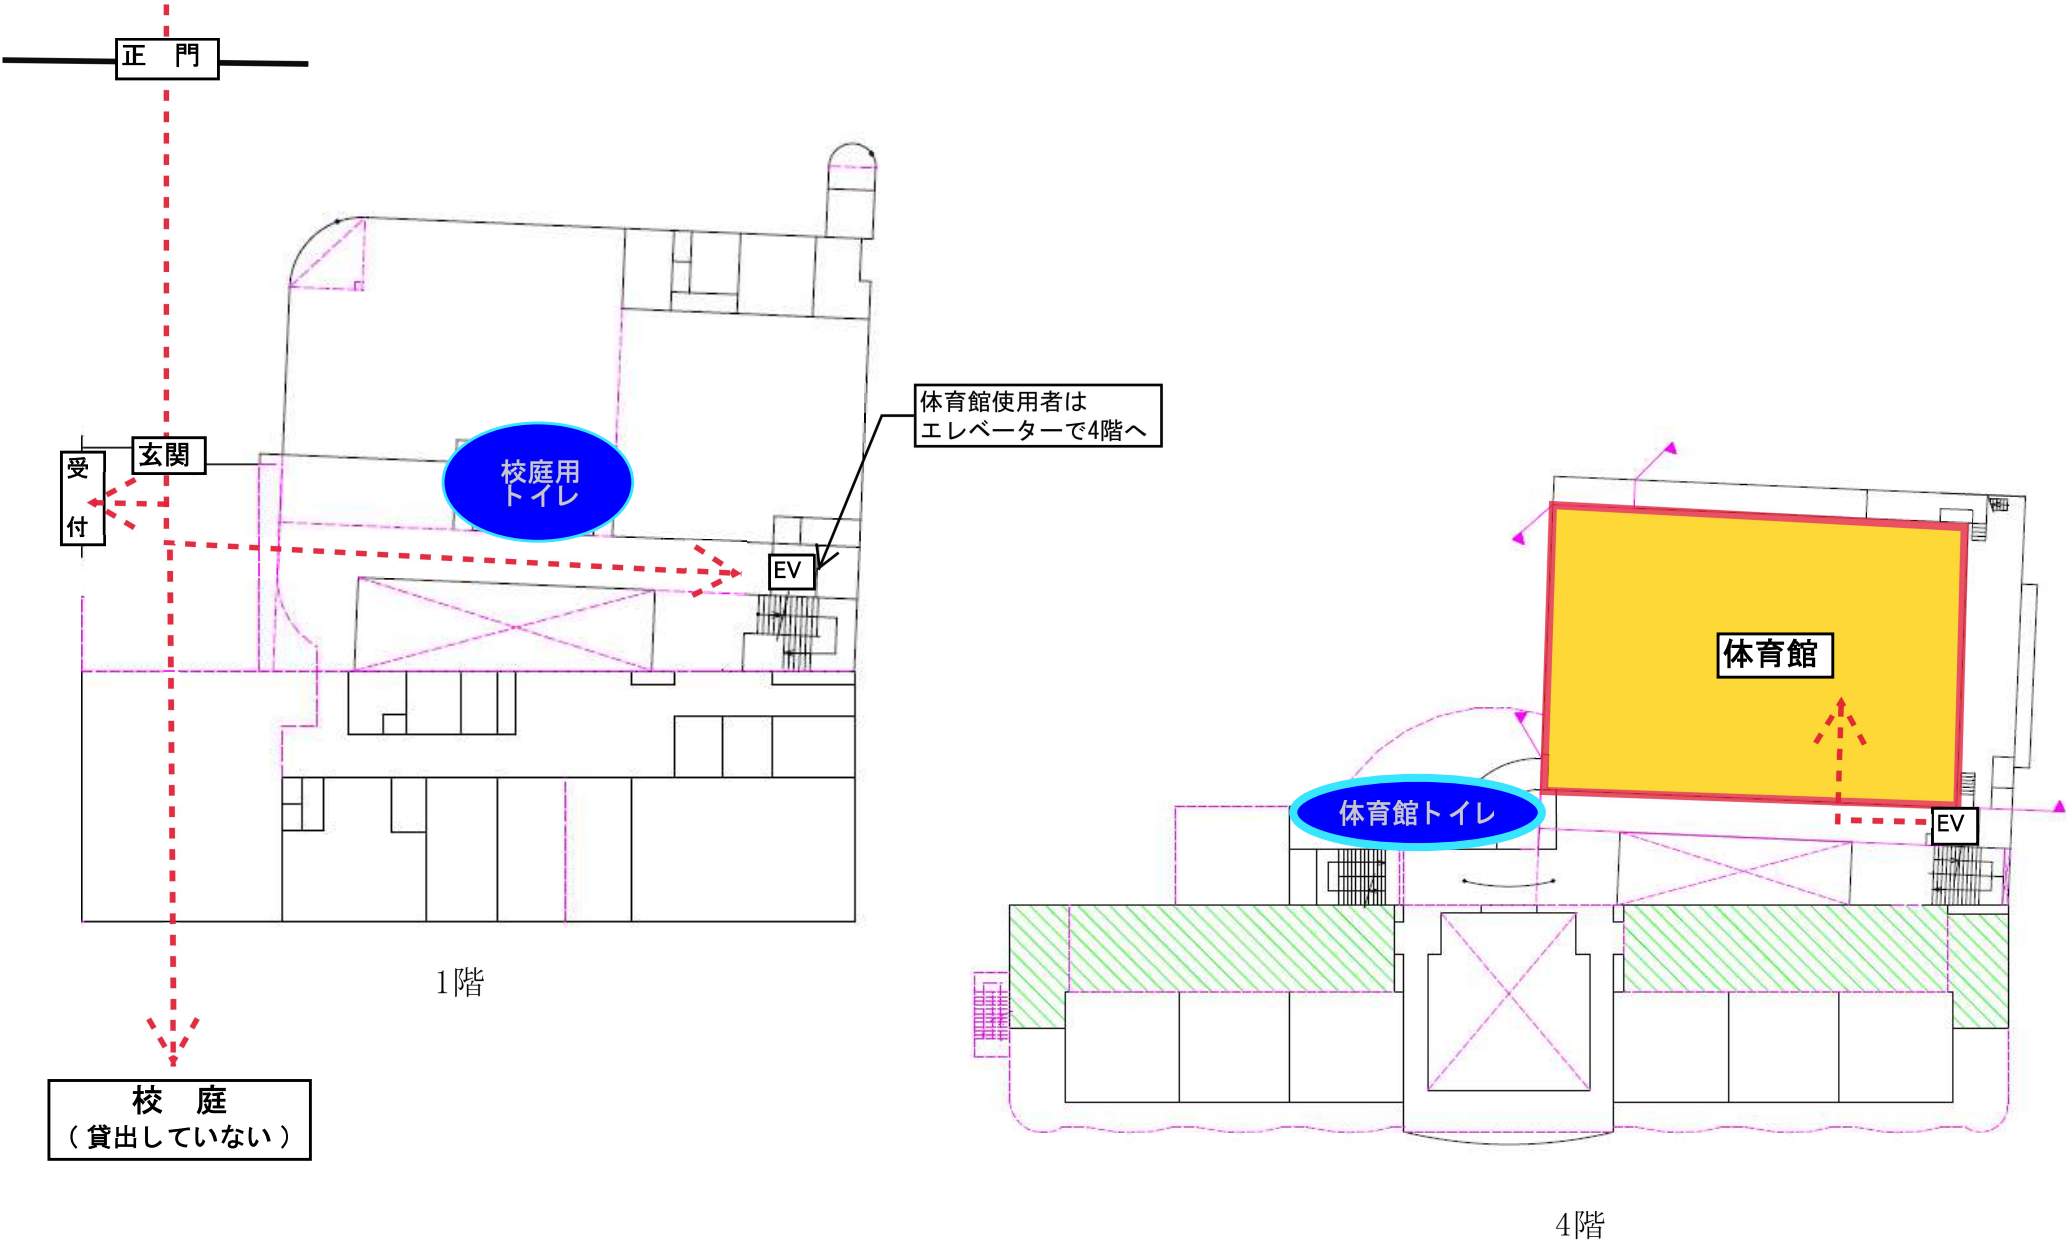 正　門
玄関
受
付
校庭用
トイレ
体育館使用者は
エレベーターで4階へ
EV
1階
校　庭
（貸出していない）
体育館
体育館トイレ
EV
4階